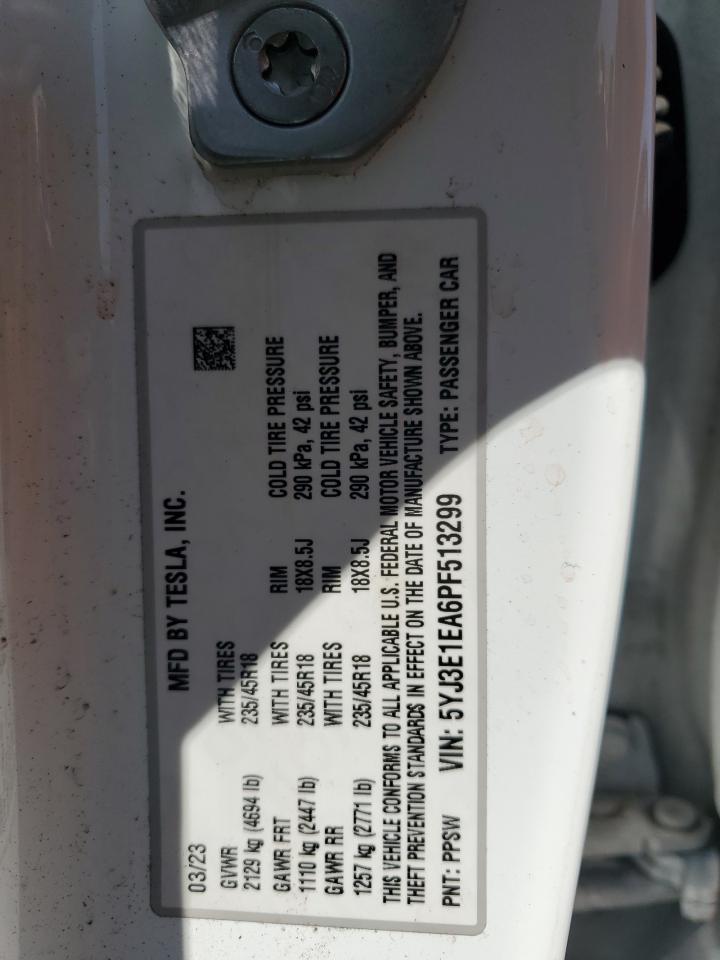 MFD BY TESLA, INC.
03/23
GVWR WITH TIRES
2129 kg (4694 lb) 235/45R18
GAWR FRT WITH TIRES RIM COLD TIRE PRESSURE
1110 kg (2447 lb) 235/45R18 18X8.5J 290 kPa, 42 psi
GAWR RR WITH TIRES RIM COLD TIRE PRESSURE
1257 kg (2771 lb) 235/45R18 18X8.5J 290 kPa, 42 psi
THIS VEHICLE CONFORMS TO ALL APPLICABLE U.S. FEDERAL MOTOR VEHICLE SAFETY, BUMPER, AND
THEFT PREVENTION STANDARDS IN EFFECT ON THE DATE OF MANUFACTURE SHOWN ABOVE.
PNT: PPSW VIN: 5YJ3E1EA6PF513299 TYPE: PASSENGER CAR